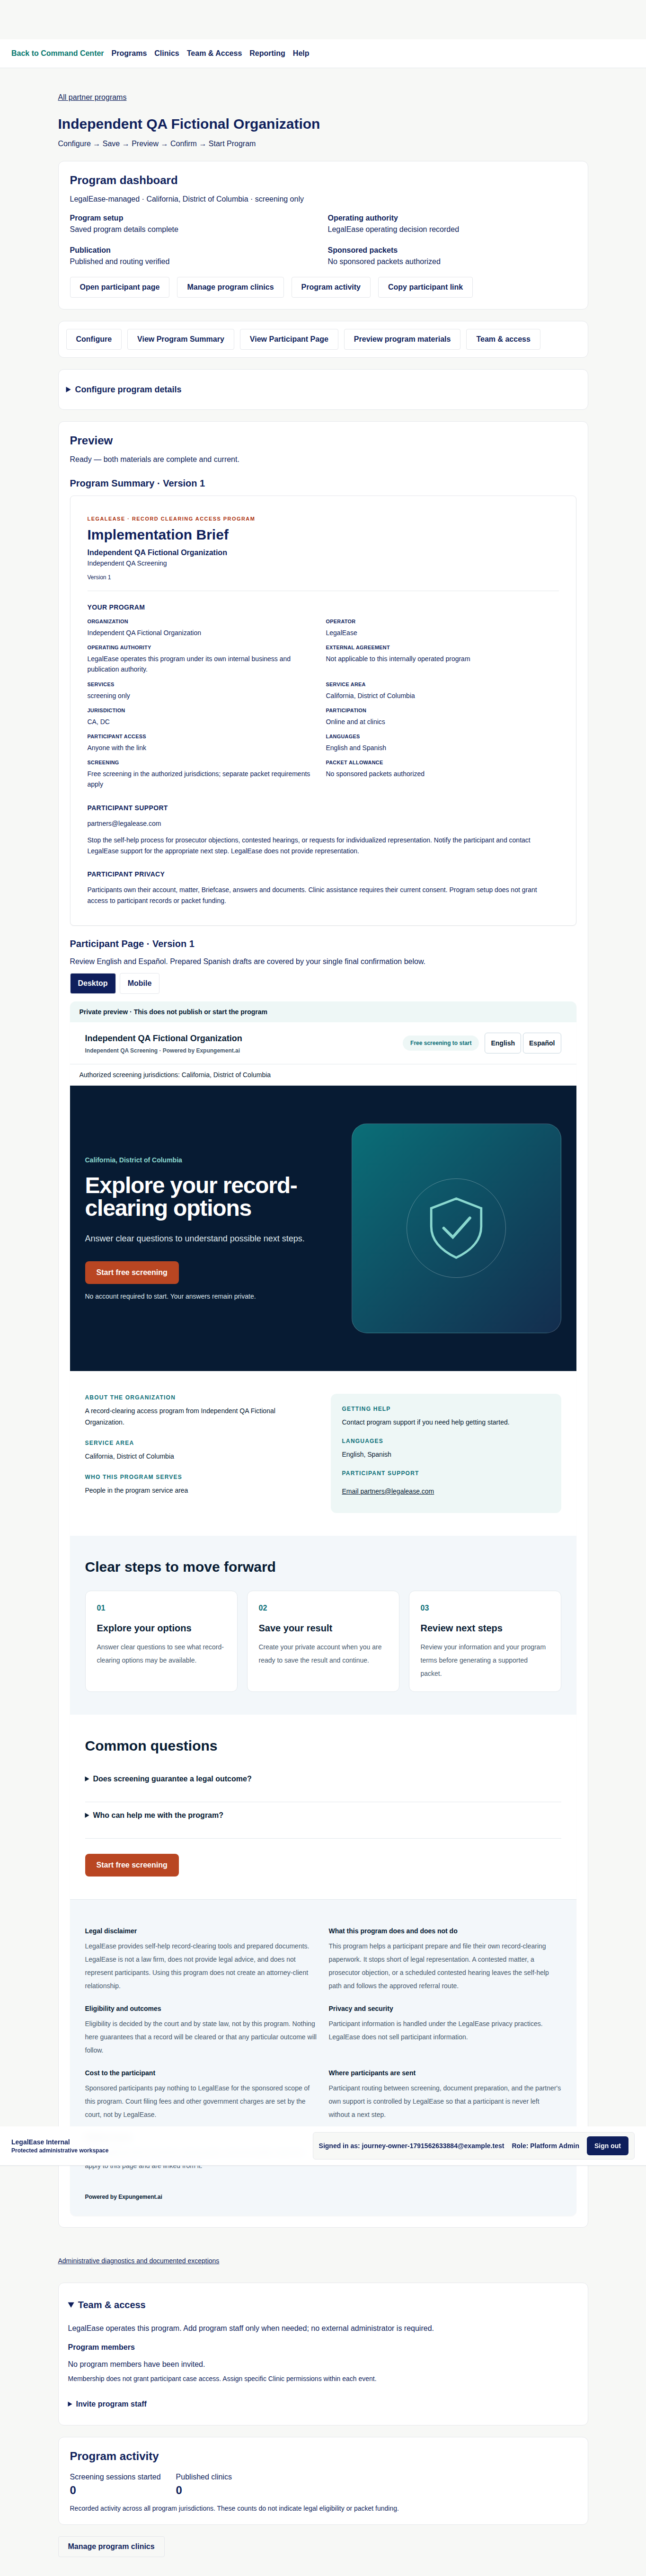 Back to Command Center Programs Clinics Team & Access Reporting Help
All partner programs
Independent QA Fictional Organization
Configure → Save → Preview → Confirm → Start Program
Program dashboard
LegalEase-managed · California, District of Columbia · screening only
Program setup
Saved program details complete
Operating authority
LegalEase operating decision recorded
Publication
Published and routing verified
Sponsored packets
No sponsored packets authorized
Open participant page Manage program clinics Program activity Copy participant link
Configure View Program Summary View Participant Page Preview program materials Team & access
▶ Configure program details
Preview
Ready — both materials are complete and current.
Program Summary · Version 1
LEGALEASE · RECORD CLEARING ACCESS PROGRAM
Implementation Brief
Independent QA Fictional Organization
Independent QA Screening
Version 1
YOUR PROGRAM
ORGANIZATION
Independent QA Fictional Organization
OPERATOR
LegalEase
OPERATING AUTHORITY
LegalEase operates this program under its own internal business and
publication authority.
EXTERNAL AGREEMENT
Not applicable to this internally operated program
SERVICES
screening only
SERVICE AREA
California, District of Columbia
JURISDICTION
CA, DC
PARTICIPATION
Online and at clinics
PARTICIPANT ACCESS
Anyone with the link
LANGUAGES
English and Spanish
SCREENING
Free screening in the authorized jurisdictions; separate packet requirements
apply
PACKET ALLOWANCE
No sponsored packets authorized
PARTICIPANT SUPPORT
partners@legalease.com
Stop the self-help process for prosecutor objections, contested hearings, or requests for individualized representation. Notify the participant and contact
LegalEase support for the appropriate next step. LegalEase does not provide representation.
PARTICIPANT PRIVACY
Participants own their account, matter, Briefcase, answers and documents. Clinic assistance requires their current consent. Program setup does not grant
access to participant records or packet funding.
Participant Page · Version 1
Review English and Español. Prepared Spanish drafts are covered by your single final confirmation below.
Desktop Mobile
Private preview · This does not publish or start the program
Independent QA Fictional Organization
Independent QA Screening · Powered by Expungement.ai
Free screening to start English Español
Authorized screening jurisdictions: California, District of Columbia
California, District of Columbia
Explore your record-
clearing options
Answer clear questions to understand possible next steps.
Start free screening
No account required to start. Your answers remain private.
ABOUT THE ORGANIZATION
A record-clearing access program from Independent QA Fictional
Organization.
SERVICE AREA
California, District of Columbia
WHO THIS PROGRAM SERVES
People in the program service area
GETTING HELP
Contact program support if you need help getting started.
LANGUAGES
English, Spanish
PARTICIPANT SUPPORT
Email partners@legalease.com
Clear steps to move forward
01
Explore your options
Answer clear questions to see what record-
clearing options may be available.
02
Save your result
Create your private account when you are
ready to save the result and continue.
03
Review next steps
Review your information and your program
terms before generating a supported
packet.
Common questions
▶ Does screening guarantee a legal outcome?
▶ Who can help me with the program?
Start free screening
Legal disclaimer
LegalEase provides self-help record-clearing tools and prepared documents.
LegalEase is not a law firm, does not provide legal advice, and does not
represent participants. Using this program does not create an attorney-client
relationship.
What this program does and does not do
This program helps a participant prepare and file their own record-clearing
paperwork. It stops short of legal representation. A contested matter, a
prosecutor objection, or a scheduled contested hearing leaves the self-help
path and follows the approved referral route.
Eligibility and outcomes
Eligibility is decided by the court and by state law, not by this program. Nothing
here guarantees that a record will be cleared or that any particular outcome will
follow.
Privacy and security
Participant information is handled under the LegalEase privacy practices.
LegalEase does not sell participant information.
Cost to the participant
Sponsored participants pay nothing to LegalEase for the sponsored scope of
this program. Court filing fees and other government charges are set by the
court, not by LegalEase.
Where participants are sent
Participant routing between screening, document preparation, and the partner's
own support is controlled by LegalEase so that a participant is never left
without a next step.
LegalEase Internal
Protected administrative workspace
Signed in as: journey-owner-1791562633884@example.test Role: Platform Admin Sign out
apply to this page and are linked from it.
Powered by Expungement.ai
Administrative diagnostics and documented exceptions
▼ Team & access
LegalEase operates this program. Add program staff only when needed; no external administrator is required.
Program members
No program members have been invited.
Membership does not grant participant case access. Assign specific Clinic permissions within each event.
▶ Invite program staff
Program activity
Screening sessions started
0
Published clinics
0
Recorded activity across all program jurisdictions. These counts do not indicate legal eligibility or packet funding.
Manage program clinics